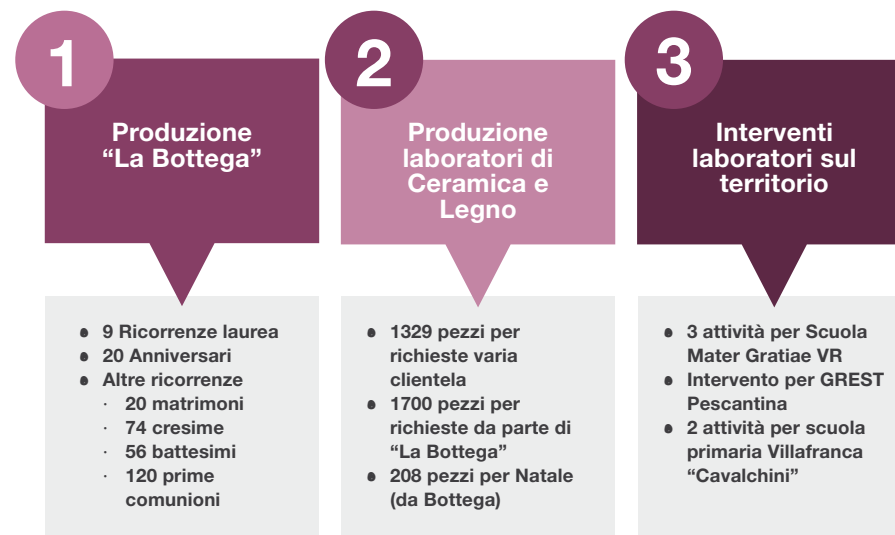 1
Produzione
“La Bottega”
• 9 Ricorrenze laurea
• 20 Anniversari
• Altre ricorrenze
· 20 matrimoni
· 74 cresime
· 56 battesimi
· 120 prime
comunioni
2
Produzione
laboratori di
Ceramica e
Legno
• 1329 pezzi per
richieste varia
clientela
• 1700 pezzi per
richieste da parte di
“La Bottega”
• 208 pezzi per Natale
(da Bottega)
3
Interventi
laboratori sul
territorio
• 3 attività per Scuola
Mater Gratiae VR
• Intervento per GREST
Pescantina
• 2 attività per scuola
primaria Villafranca
“Cavalchini”